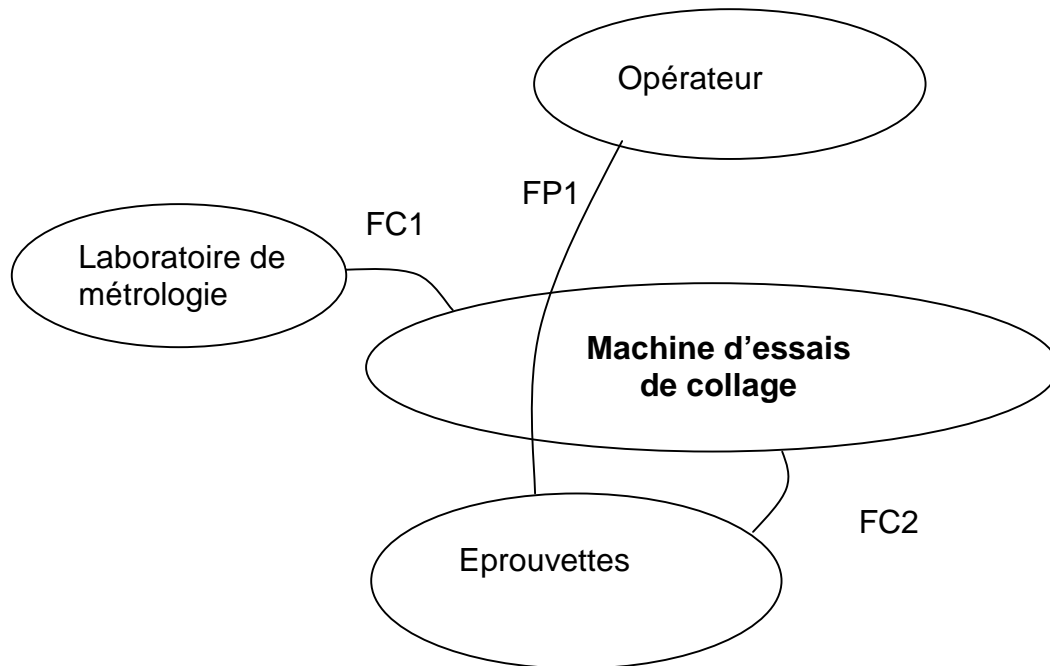 Opérateur
FP1
FC1
Laboratoire de
métrologie
Machine d’essais
de collage
FC2
Eprouvettes